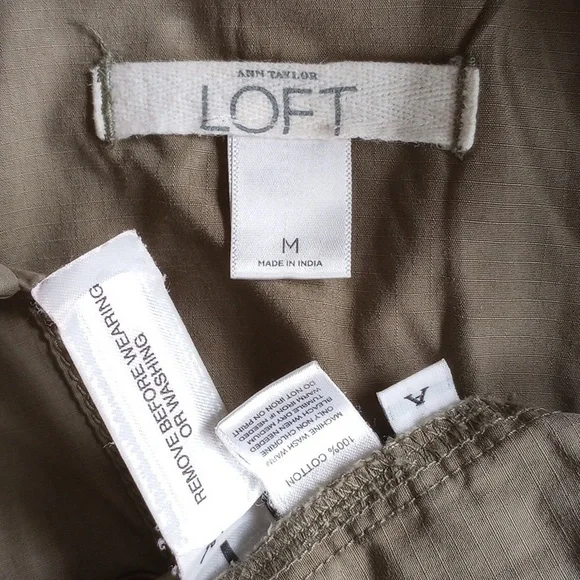 ANN TAYLOR
LOFT
M
MADE IN INDIA
REMOVE BEFORE WEARING
OR WASHING.
100% COTTON
MACHINE WASH WARM
ONLY NON CHLORINE
BLEACH WHEN NEEDED
TUMBLE DRY MEDIUM
WARM IRON IF NEEDED
DO NOT IRON ON PRINT
A